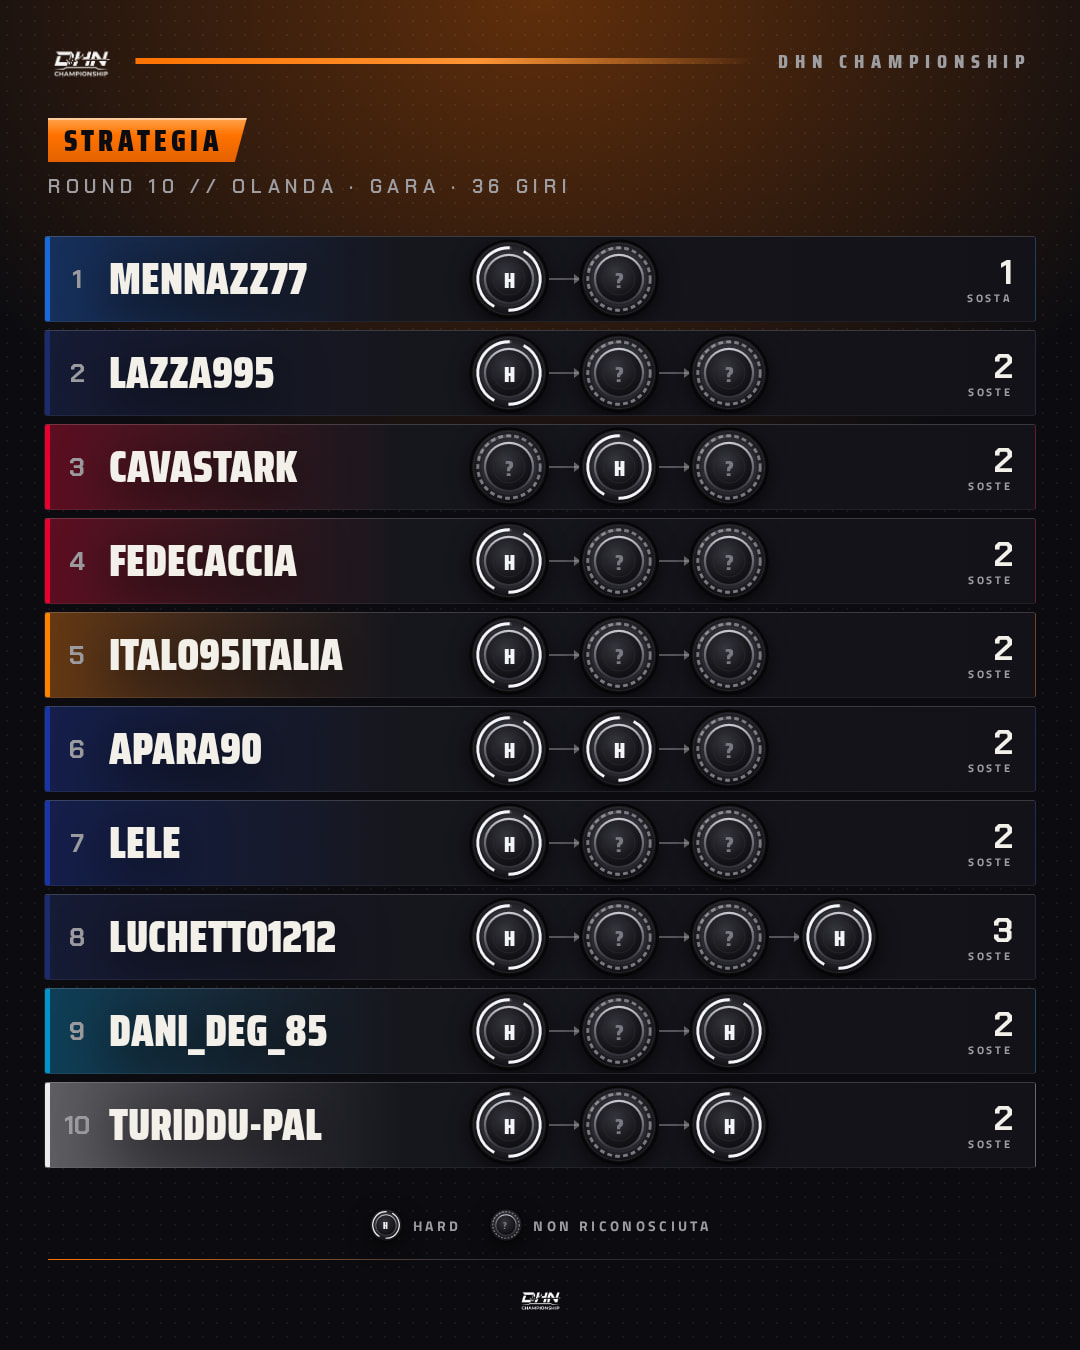 DHN CHAMPIONSHIP
DHN CHAMPIONSHIP
STRATEGIA
ROUND 10 // OLANDA · GARA · 36 GIRI
1 MENNAZZ77 H ? 1 SOSTA
2 LAZZA995 H ? ? 2 SOSTE
3 CAVASTARK ? H ? 2 SOSTE
4 FEDECACCIA H ? ? 2 SOSTE
5 ITALO95ITALIA H ? ? 2 SOSTE
6 APARA90 H H ? 2 SOSTE
7 LELE H ? ? 2 SOSTE
8 LUCHETTO1212 H ? ? H 3 SOSTE
9 DANI_DEG_85 H ? H 2 SOSTE
10 TURIDDU-PAL H ? H 2 SOSTE
H HARD ? NON RICONOSCIUTA
DHN CHAMPIONSHIP